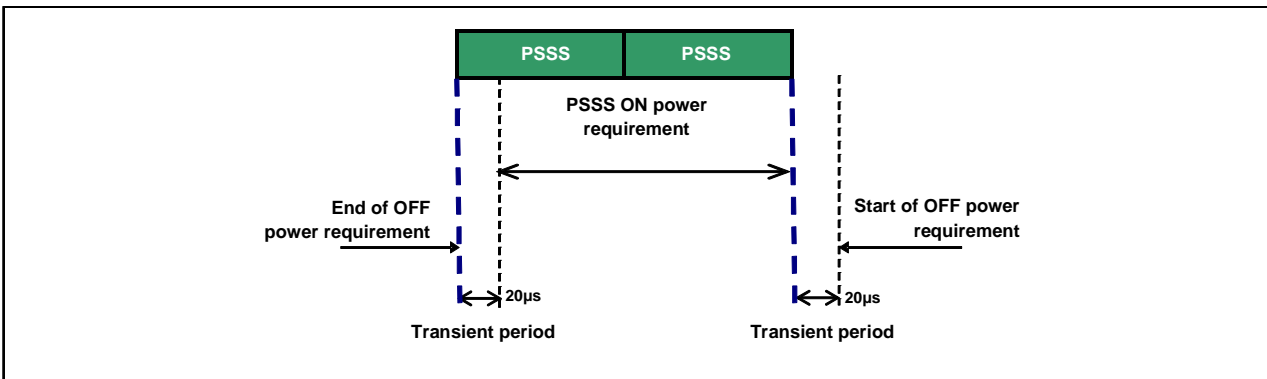 PSSS PSSS
PSSS ON power
requirement
End of OFF
power requirement
Start of OFF power
requirement
20µs
20µs
Transient period
Transient period